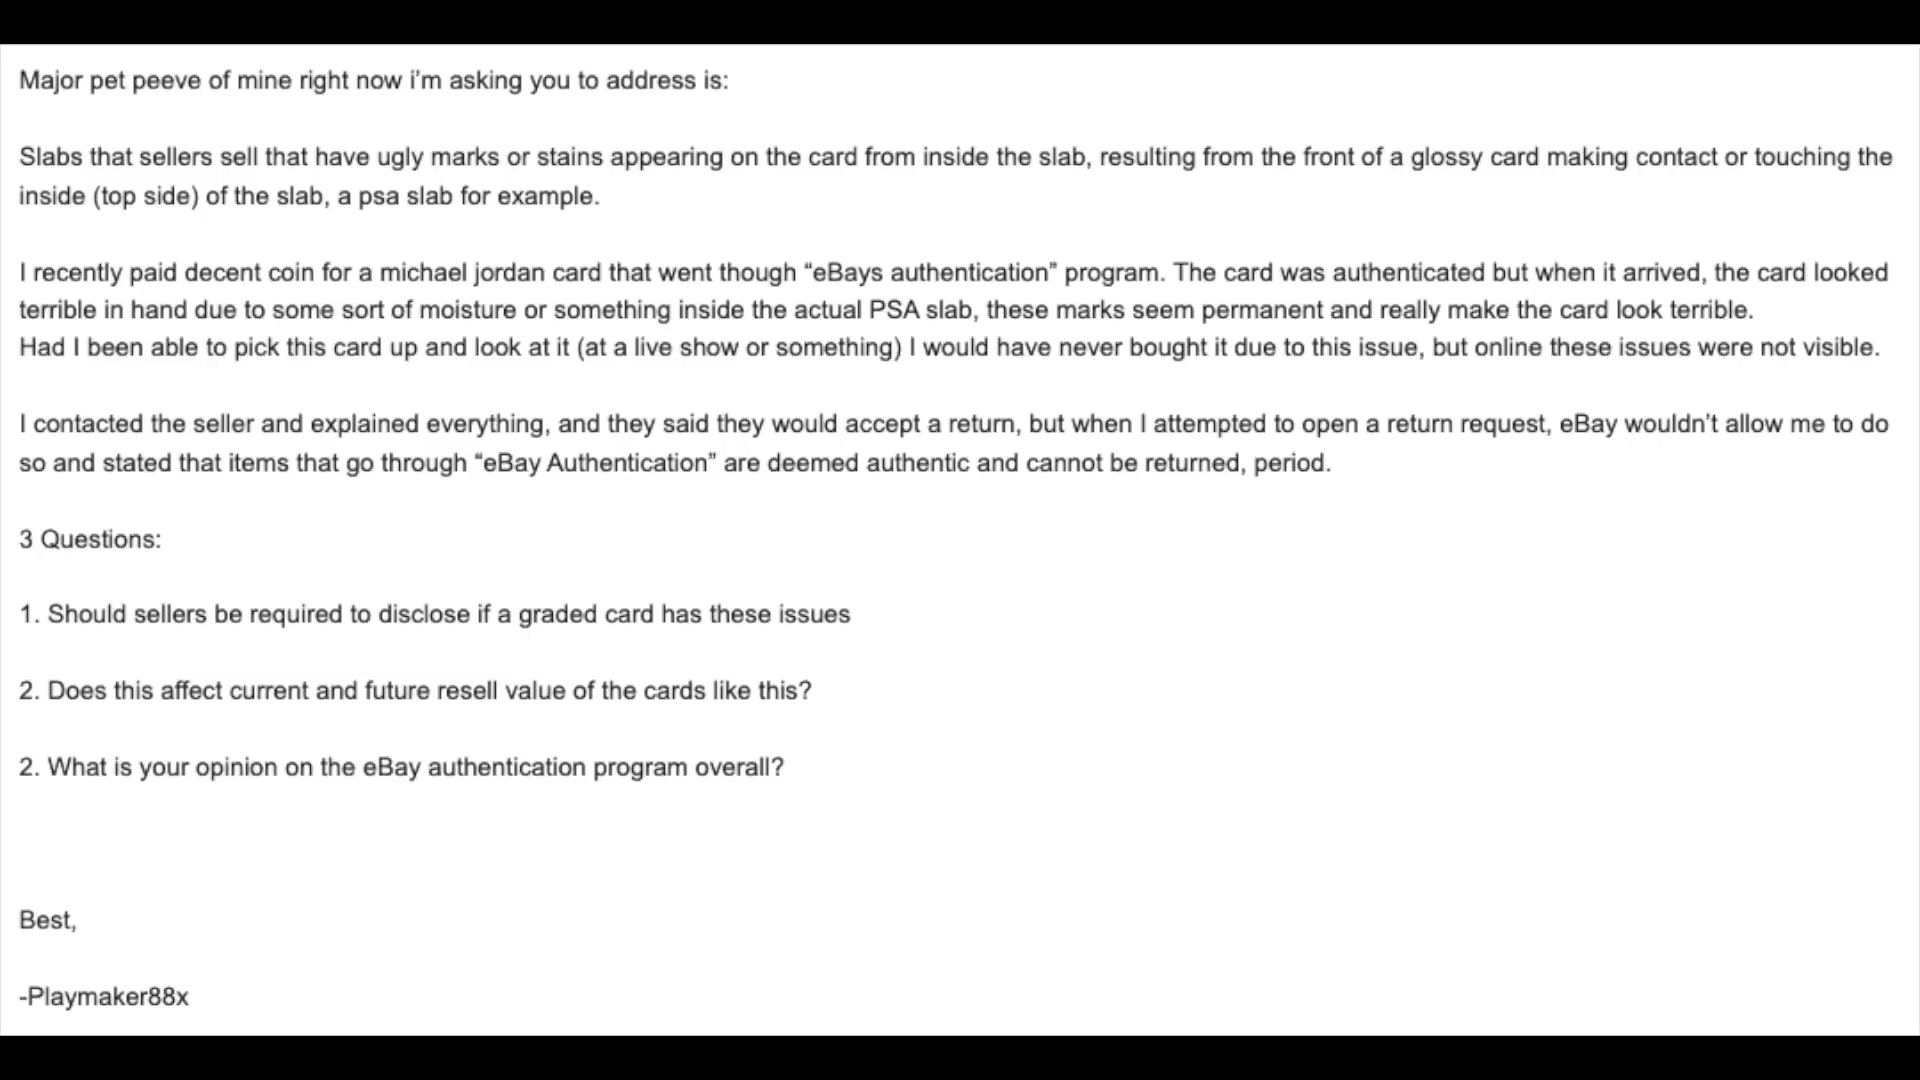 Major pet peeve of mine right now i'm asking you to address is:
Slabs that sellers sell that have ugly marks or stains appearing on the card from inside the slab, resulting from the front of a glossy card making contact or touching the
inside (top side) of the slab, a psa slab for example.
I recently paid decent coin for a michael jordan card that went though “eBays authentication” program. The card was authenticated but when it arrived, the card looked
terrible in hand due to some sort of moisture or something inside the actual PSA slab, these marks seem permanent and really make the card look terrible.
Had I been able to pick this card up and look at it (at a live show or something) I would have never bought it due to this issue, but online these issues were not visible.
I contacted the seller and explained everything, and they said they would accept a return, but when I attempted to open a return request, eBay wouldn’t allow me to do
so and stated that items that go through “eBay Authentication” are deemed authentic and cannot be returned, period.
3 Questions:
1. Should sellers be required to disclose if a graded card has these issues
2. Does this affect current and future resell value of the cards like this?
2. What is your opinion on the eBay authentication program overall?
Best,
-Playmaker88x